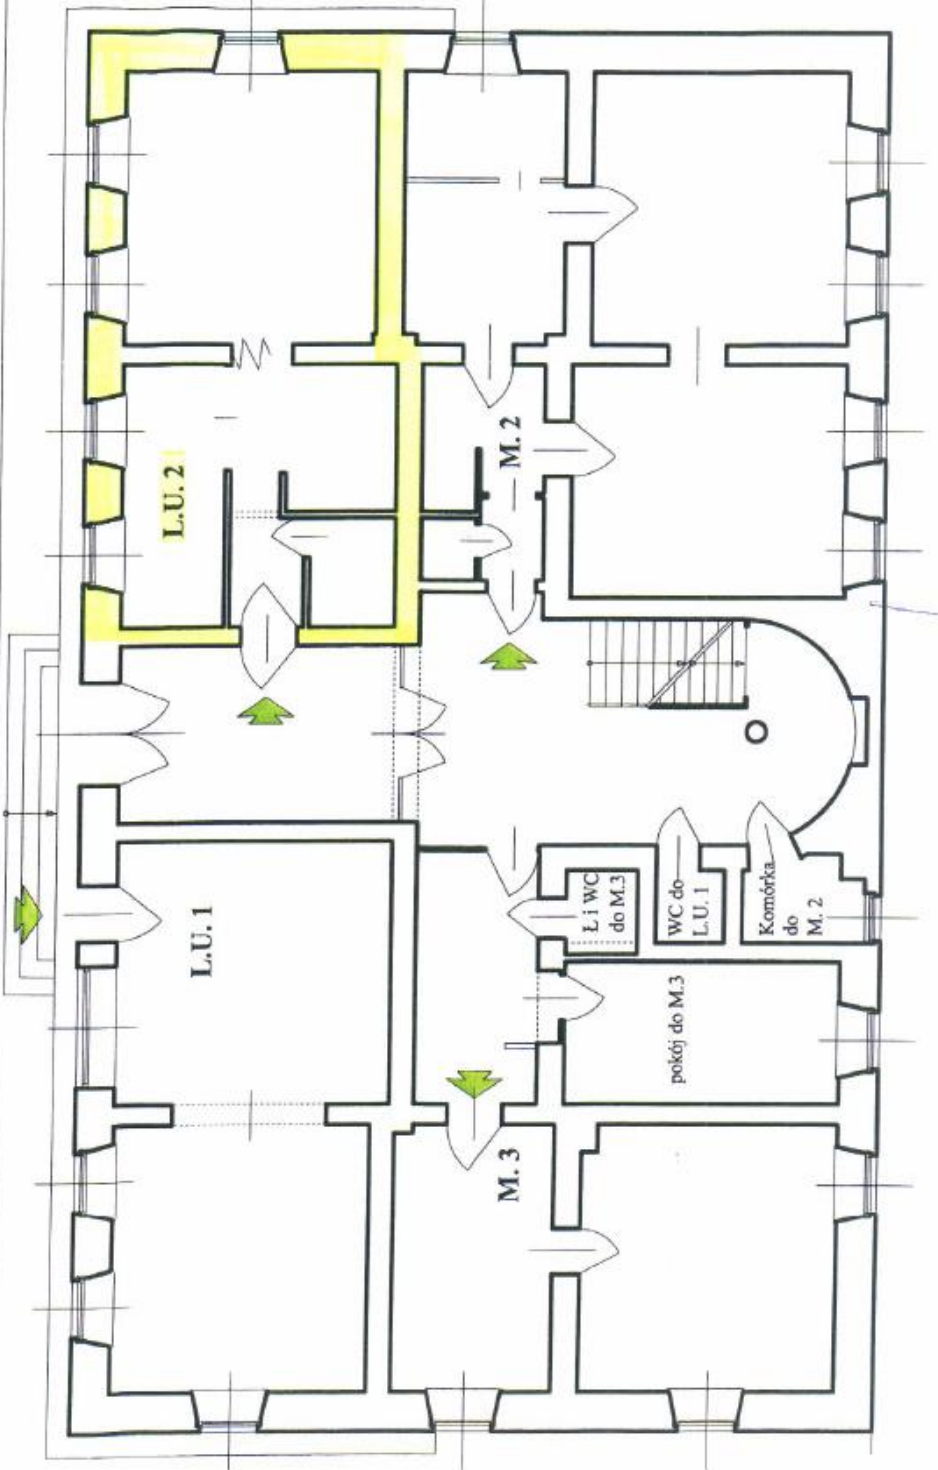 L.U. 2
M. 2
L.U. 1
Ł i WC
do M.3
WC do
L.U. 1
Komórka
do
M. 2
pokój do M.3
M. 3